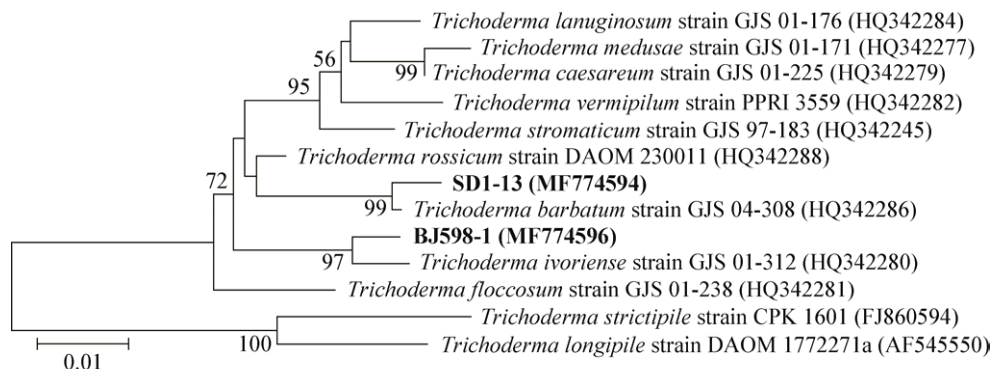 Trichoderma lanuginosum strain GJS 01-176 (HQ342284)
Trichoderma medusae strain GJS 01-171 (HQ342277)
56
99
Trichoderma caesareum strain GJS 01-225 (HQ342279)
95
Trichoderma vermipilum strain PPRI 3559 (HQ342282)
Trichoderma stromaticum strain GJS 97-183 (HQ342245)
Trichoderma rossicum strain DAOM 230011 (HQ342288)
72
SD1-13 (MF774594)
99
Trichoderma barbatum strain GJS 04-308 (HQ342286)
BJ598-1 (MF774596)
97
Trichoderma ivoriense strain GJS 01-312 (HQ342280)
Trichoderma floccosum strain GJS 01-238 (HQ342281)
Trichoderma strictipile strain CPK 1601 (FJ860594)
100
Trichoderma longipile strain DAOM 1772271a (AF545550)
0.01